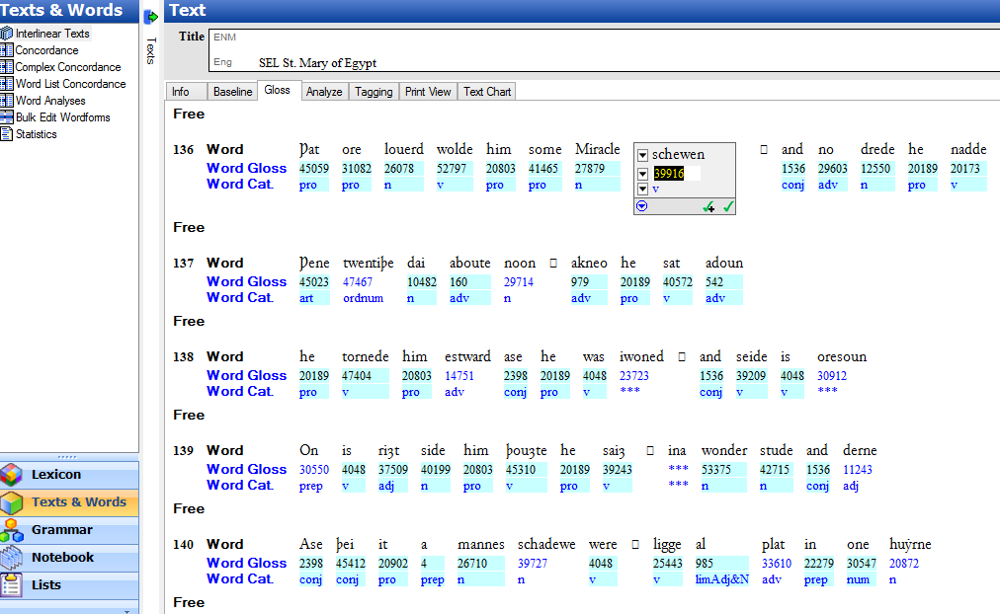 Texts & Words
Interlinear Texts
Concordance
Complex Concordance
Word List Concordance
Word Analyses
Bulk Edit Wordforms
Statistics
Lexicon
Texts & Words
Grammar
Notebook
Lists
Texts
Text
Title ENM
Eng SEL St. Mary of Egypt
Info Baseline Gloss Analyze Tagging Print View Text Chart
Free
136 Word Þat ore louerd wolde him some Miracle schewen and no drede he nadde
Word Gloss 45059 31082 26078 52797 20803 41465 27879 39916 1536 29603 12550 20189 20173
Word Cat. pro pro n v pro pro n v conj adv n pro v
Free
137 Word Þene twentiþe dai aboute noon akneo he sat adoun
Word Gloss 45023 47467 10482 160 29714 979 20189 40572 542
Word Cat. art ordnum n adv n adv pro v adv
Free
138 Word he tornede him estward ase he was iwoned and seide is oresoun
Word Gloss 20189 47404 20803 14751 2398 20189 4048 23723 1536 39209 4048 30912
Word Cat. pro v pro adv conj pro v *** conj v v ***
Free
139 Word On is riȝt side him þouȝte he saiȝ ina wonder stude and derne
Word Gloss 30550 4048 37509 40199 20803 45310 20189 39243 *** 53375 42715 1536 11243
Word Cat. prep v adj n pro v pro v *** n n conj adj
Free
140 Word Ase þei it a mannes schadewe were ligge al plat in one huyrne
Word Gloss 2398 45412 20902 4 26710 39727 4048 25443 985 33610 22279 30547 20872
Word Cat. conj conj pro prep n n v v limAdj&N adv prep num n
Free